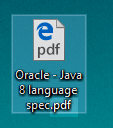 pdf
Oracle - Java
8 language
spec.pdf